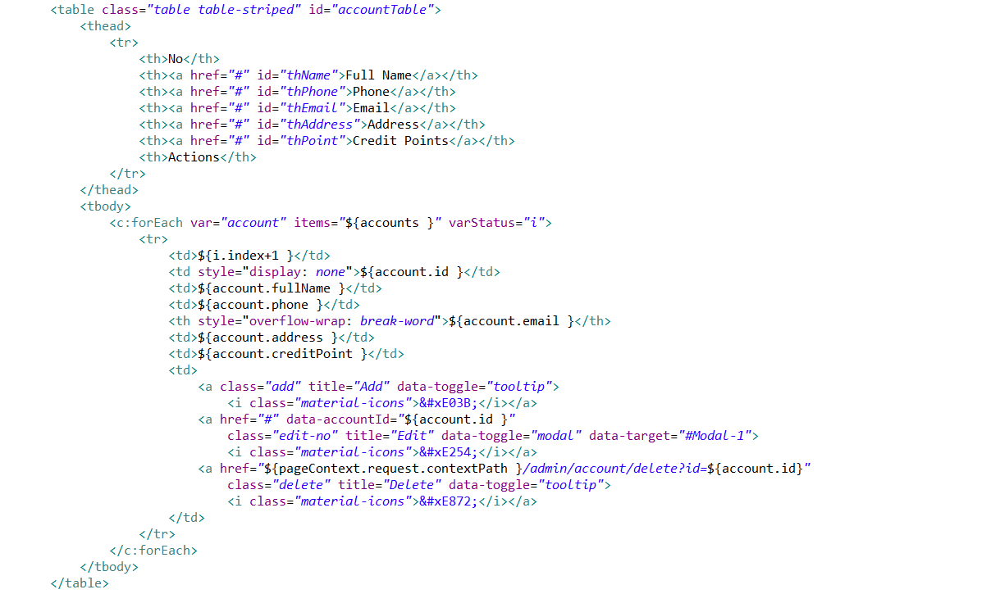 <table class="table table-striped" id="accountTable">
<thead>
<tr>
<th>No</th>
<th><a href="#" id="thName">Full Name</a></th>
<th><a href="#" id="thPhone">Phone</a></th>
<th><a href="#" id="thEmail">Email</a></th>
<th><a href="#" id="thAddress">Address</a></th>
<th><a href="#" id="thPoint">Credit Points</a></th>
<th>Actions</th>
</tr>
</thead>
<tbody>
<c:forEach var="account" items="${accounts }" varStatus="i">
<tr>
<td>${i.index+1 }</td>
<td style="display: none">${account.id }</td>
<td>${account.fullName }</td>
<td>${account.phone }</td>
<th style="overflow-wrap: break-word">${account.email }</th>
<td>${account.address }</td>
<td>${account.creditPoint }</td>
<td>
<a class="add" title="Add" data-toggle="tooltip">
<i class="material-icons">&#xE03B;</i></a>
<a href="#" data-accountId="${account.id }"
class="edit-no" title="Edit" data-toggle="modal" data-target="#Modal-1">
<i class="material-icons">&#xE254;</i></a>
<a href="${pageContext.request.contextPath }/admin/account/delete?id=${account.id}"
class="delete" title="Delete" data-toggle="tooltip">
<i class="material-icons">&#xE872;</i></a>
</td>
</tr>
</c:forEach>
</tbody>
</table>